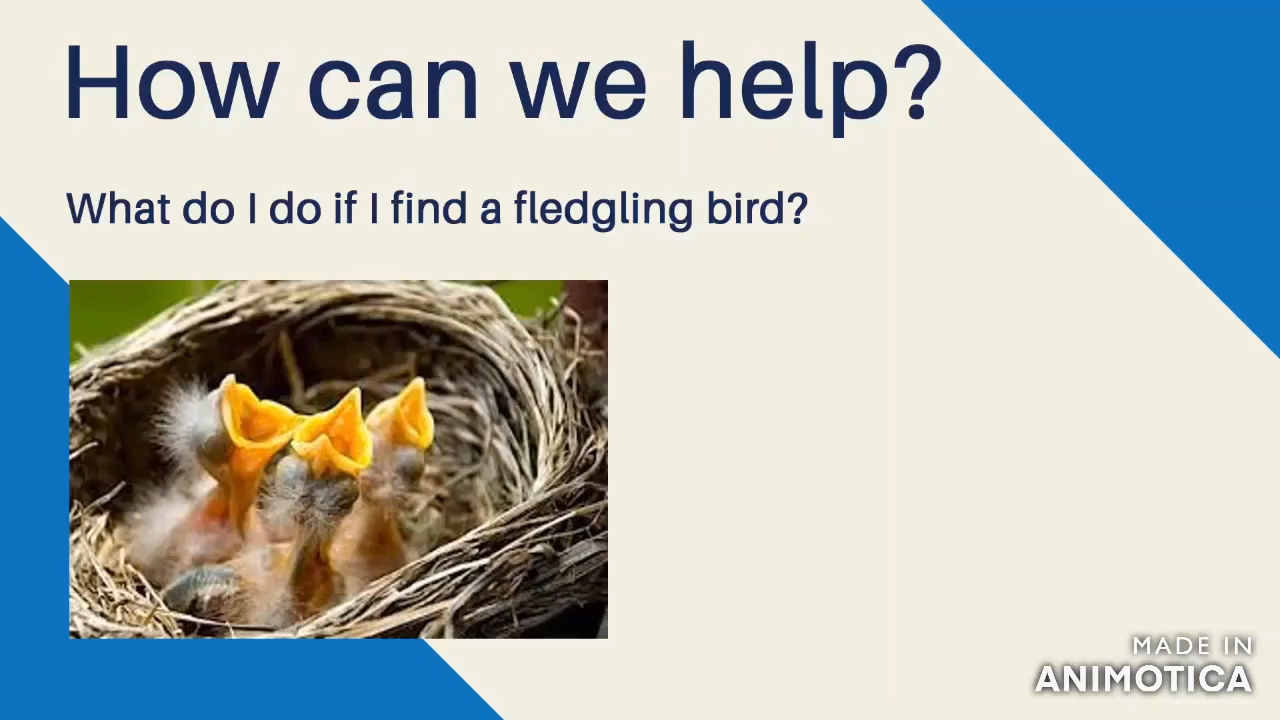 How can we help?
What do I do if I find a fledgling bird?
MADE IN
ANIMOTICA